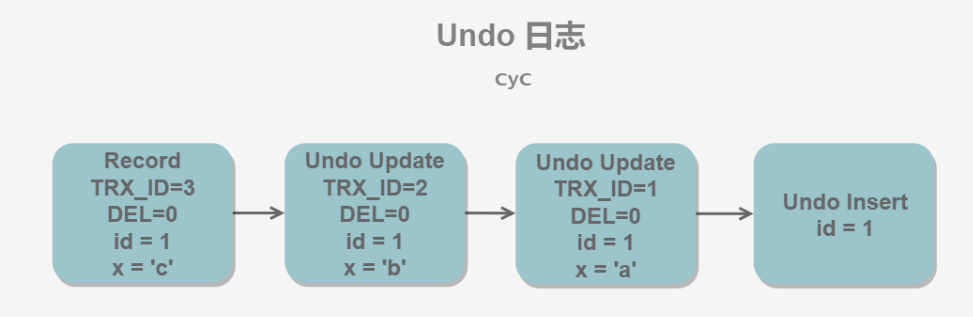 Undo 日志
CyC
Record
TRX_ID=3
DEL=0
id = 1
x = 'c'
Undo Update
TRX_ID=2
DEL=0
id = 1
x = 'b'
Undo Update
TRX_ID=1
DEL=0
id = 1
x = 'a'
Undo Insert
id = 1